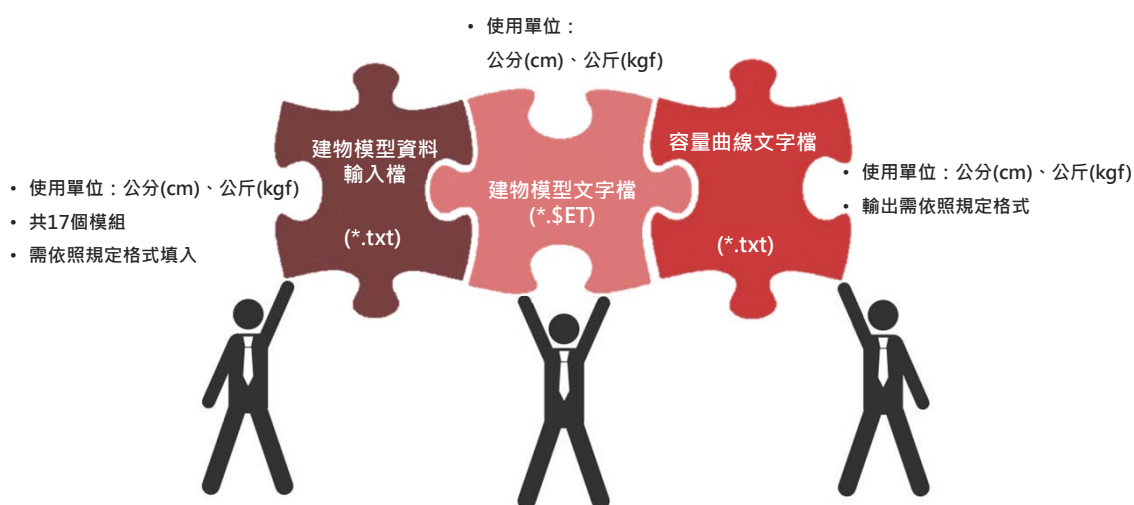 • 使用單位：
公分(cm)、公斤(kgf)
建物模型資料
輸入檔
(*.txt)
建物模型文字檔
(*.$ET)
容量曲線文字檔
(*.txt)
• 使用單位：公分(cm)、公斤(kgf)
• 共17個模組
• 需依照規定格式填入
• 使用單位：公分(cm)、公斤(kgf)
• 輸出需依照規定格式